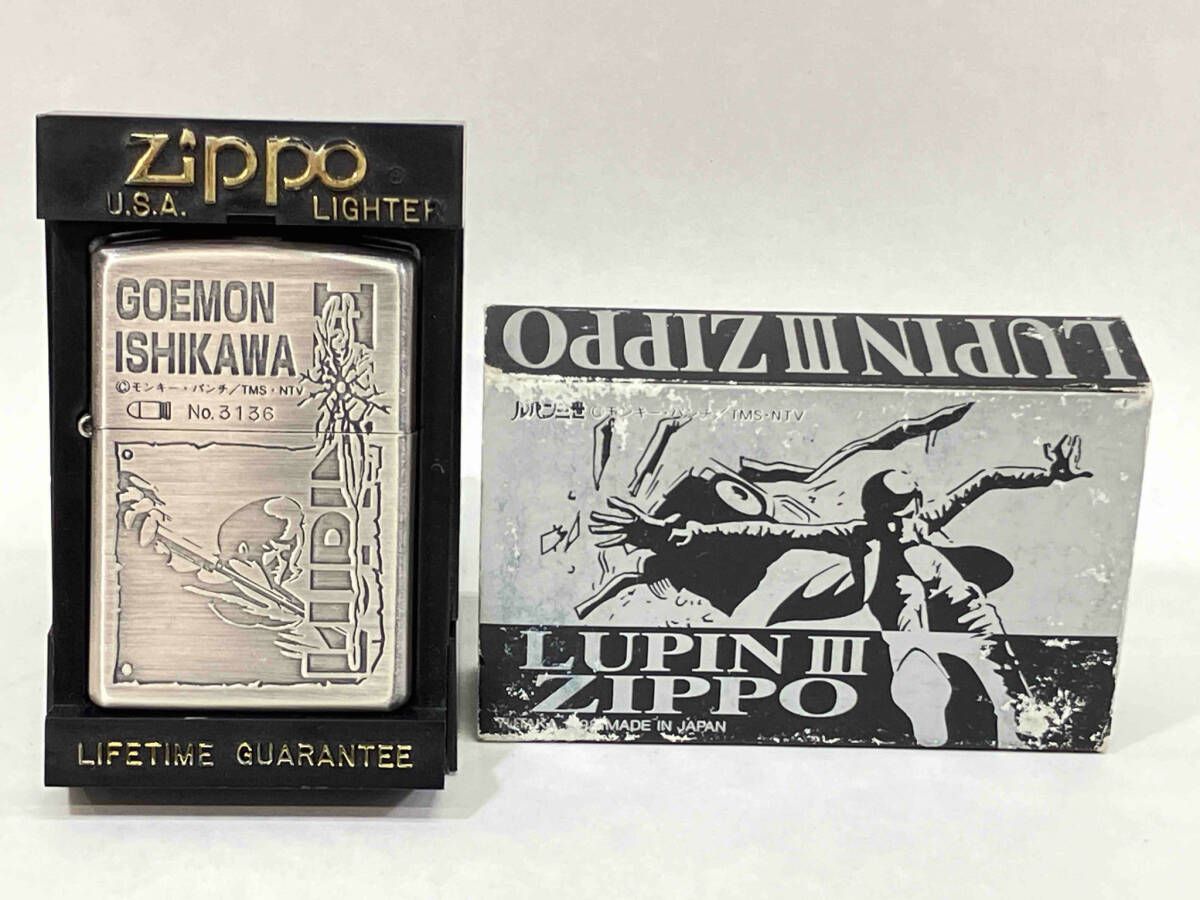 Zippo
U.S.A. LIGHTER
GOEMON
ISHIKAWA
©モンキー・パンチ/TMS・NTV
No.3136
LUPIN
LIFETIME GUARANTEE
LUPIN III ZIPPO
ルパン三世 ©モンキー・パンチ/TMS・NTV
LUPIN III
ZIPPO
MADE IN JAPAN